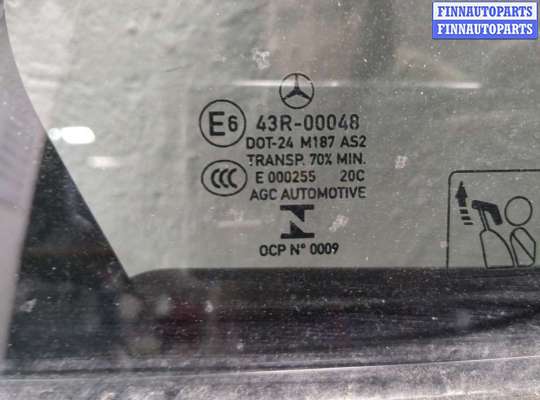 FINNAUTOPARTS
FINNAUTOPARTS
E6 43R-00048
DOT-24 M187 AS2
TRANSP. 70% MIN.
CCC E 000255 20C
AGC AUTOMOTIVE
OCP N° 0009